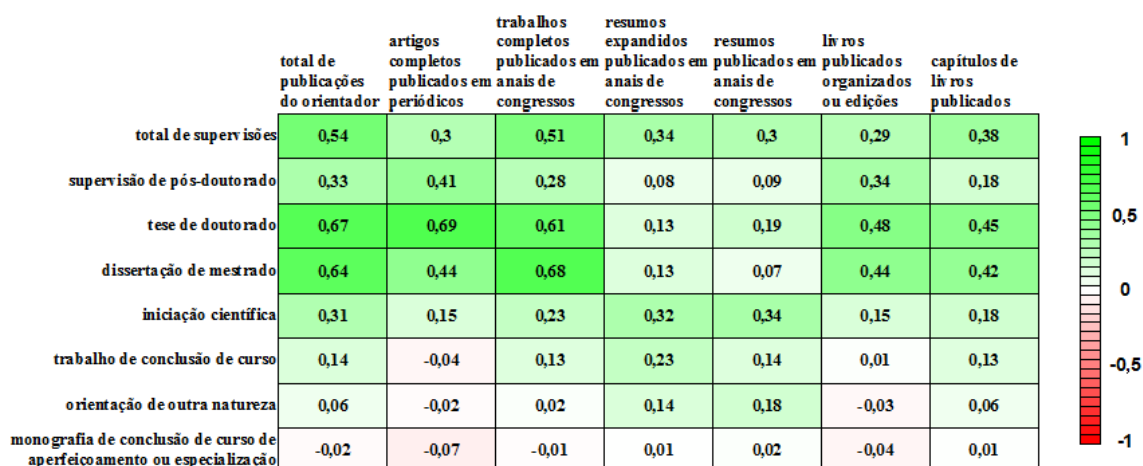 total de
publicações
do orientador
artigos
completos
publicados em
periódicos
trabalhos
completos
publicados em
anais de
congressos
resumos
expandidos
publicados em
anais de
congressos
resumos
publicados em
anais de
congressos
livros
publicados
organizados
ou edições
capítulos de
livros
publicados
total de supervisões 0,54 0,3 0,51 0,34 0,3 0,29 0,38
supervisão de pós-doutorado 0,33 0,41 0,28 0,08 0,09 0,34 0,18
tese de doutorado 0,67 0,69 0,61 0,13 0,19 0,48 0,45
dissertação de mestrado 0,64 0,44 0,68 0,13 0,07 0,44 0,42
iniciação científica 0,31 0,15 0,23 0,32 0,34 0,15 0,18
trabalho de conclusão de curso 0,14 -0,04 0,13 0,23 0,14 0,01 0,13
orientação de outra natureza 0,06 -0,02 0,02 0,14 0,18 -0,03 0,06
monografia de conclusão de curso de
aperfeiçoamento ou especialização -0,02 -0,07 -0,01 0,01 0,02 -0,04 0,01
1
0,5
0
-0,5
-1